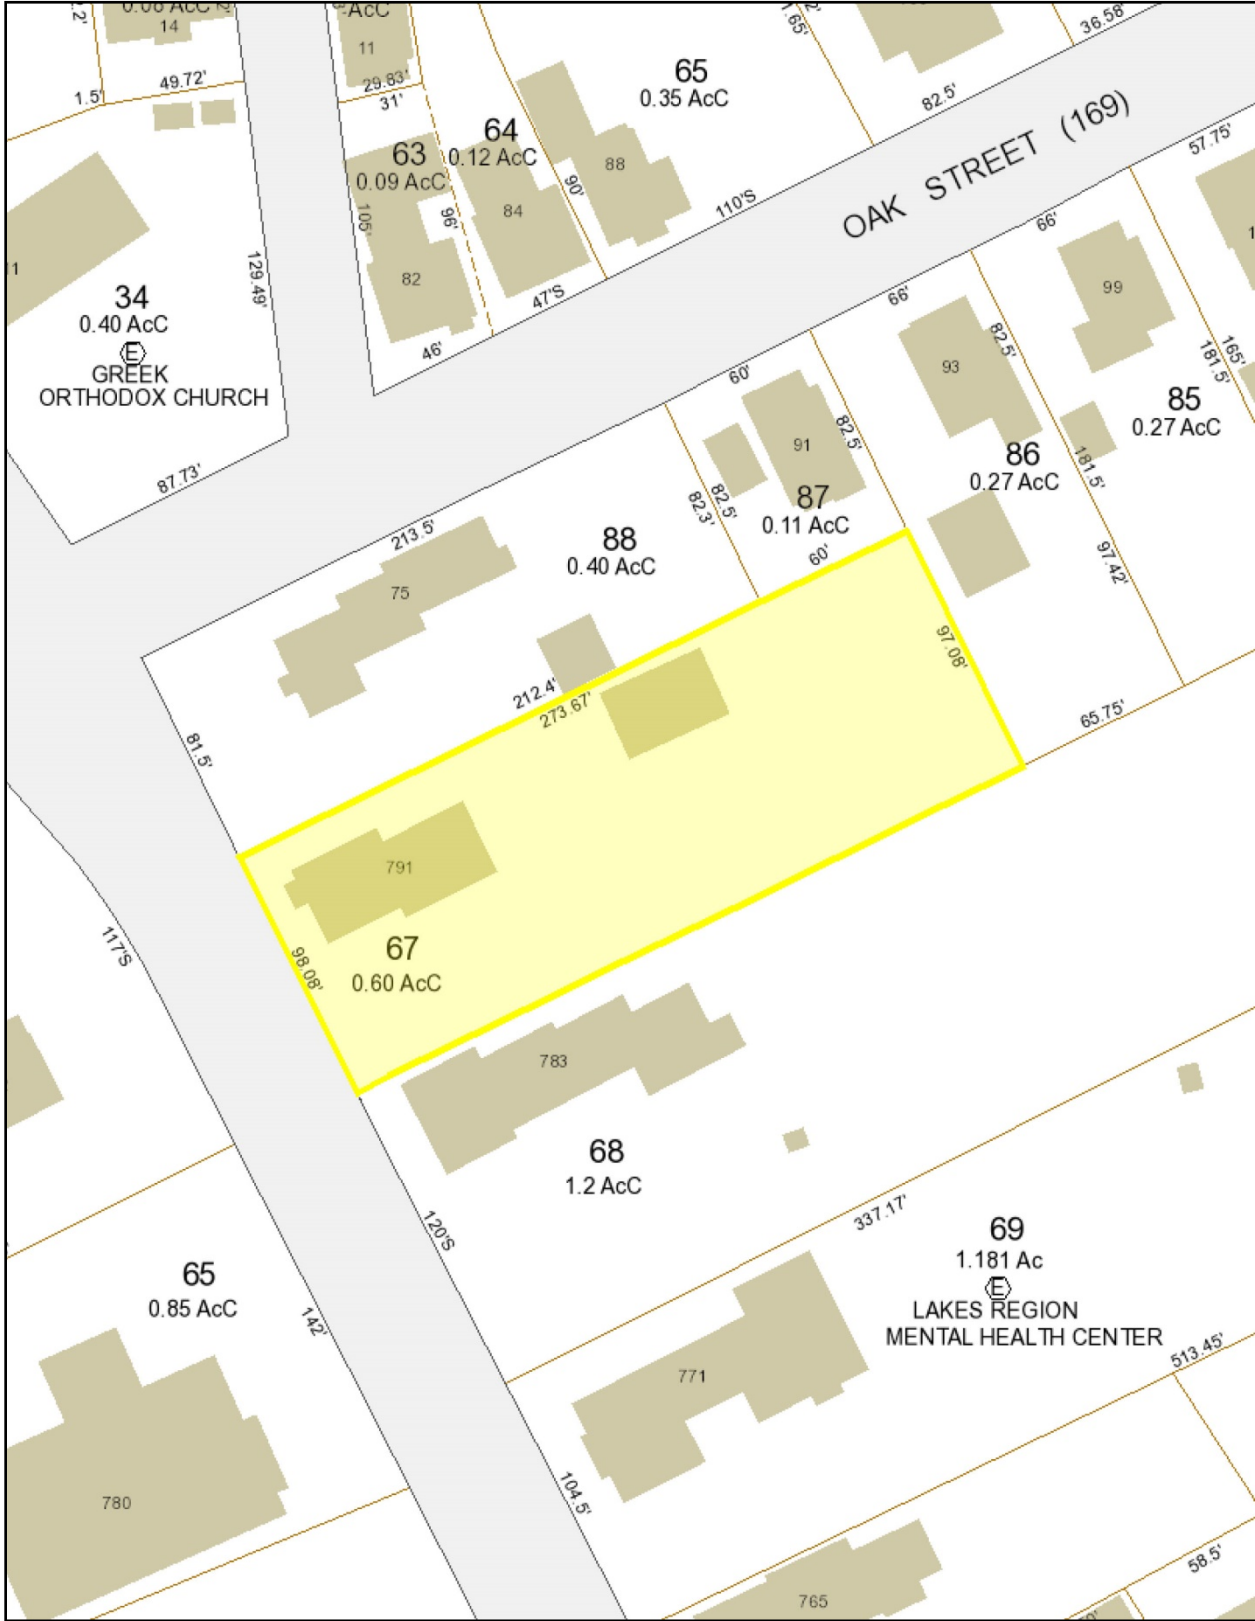 0.08 AcC
14
-AcC
11
1.65'
36.58'
49.72'
1.5'
29.83'
31'
65
0.35 AcC
82.5'
OAK STREET (169)
57.75'
64
0.12 AcC
63
0.09 AcC
88
90'
110'S
105'
96'
84
82
129.49'
34
0.40 AcC
E
GREEK
ORTHODOX CHURCH
47'S
46'
66'
66'
99
93
82.5'
165'
181.5'
85
0.27 AcC
60'
91
82.5'
86
0.27 AcC
181.5'
87.73'
82.5'
82.3'
87
0.11 AcC
213.5'
88
0.40 AcC
60'
97.42'
75
97.08'
212.4'
273.67'
65.75'
81.5'
791
67
0.60 AcC
98.08'
117'S
783
68
1.2 AcC
120'S
337.17'
69
1.181 Ac
E
LAKES REGION
MENTAL HEALTH CENTER
65
0.85 AcC
142'
771
513.45'
780
104.5'
58.5'
765